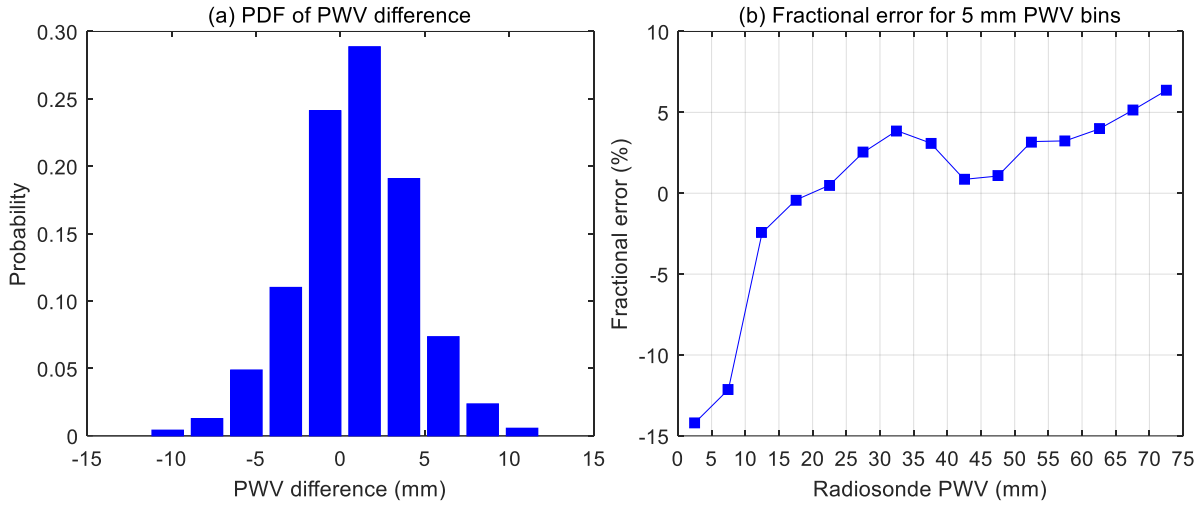 (a) PDF of PWV difference
0.30
0.25
0.20
0.15
0.10
0.05
0
Probability
-15 -10 -5 0 5 10 15
PWV difference (mm)
(b) Fractional error for 5 mm PWV bins
10
5
0
-5
-10
-15
Fractional error (%)
0 5 10 15 20 25 30 35 40 45 50 55 60 65 70 75
Radiosonde PWV (mm)